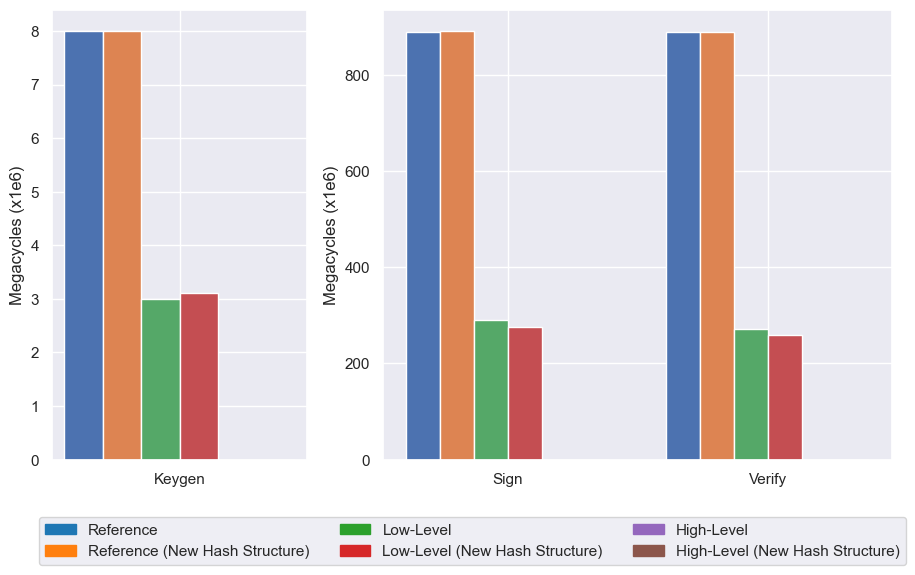 Megacycles (x1e6)
8
7
6
5
4
3
2
1
0
Keygen
Megacycles (x1e6)
800
600
400
200
0
Sign
Verify
Reference
Reference (New Hash Structure)
Low-Level
Low-Level (New Hash Structure)
High-Level
High-Level (New Hash Structure)